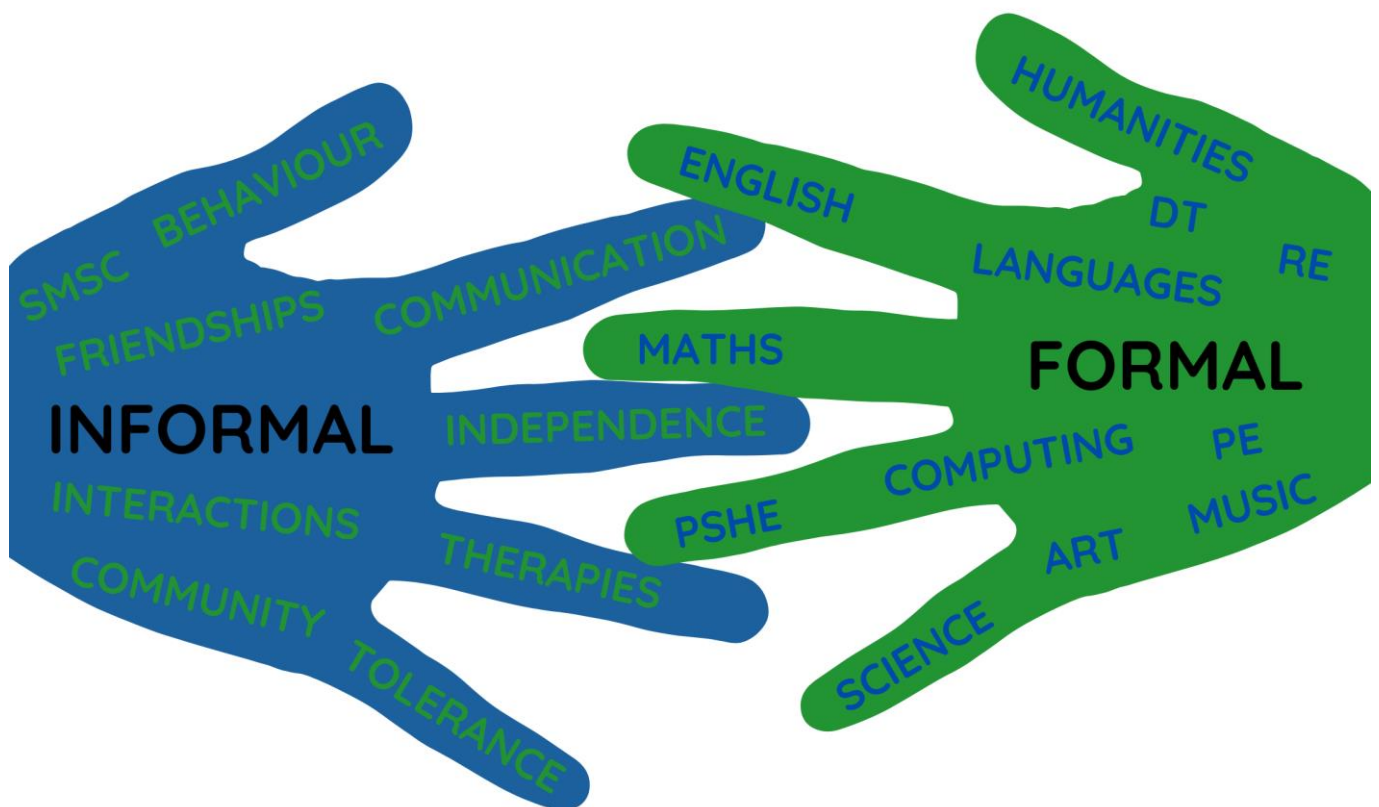 BEHAVIOUR
SMSC
FRIENDSHIPS
COMMUNICATION
INFORMAL
INDEPENDENCE
INTERACTIONS
THERAPIES
COMMUNITY
TOLERANCE
HUMANITIES
ENGLISH
DT
RE
LANGUAGES
MATHS
FORMAL
COMPUTING
PE
PSHE
MUSIC
ART
SCIENCE